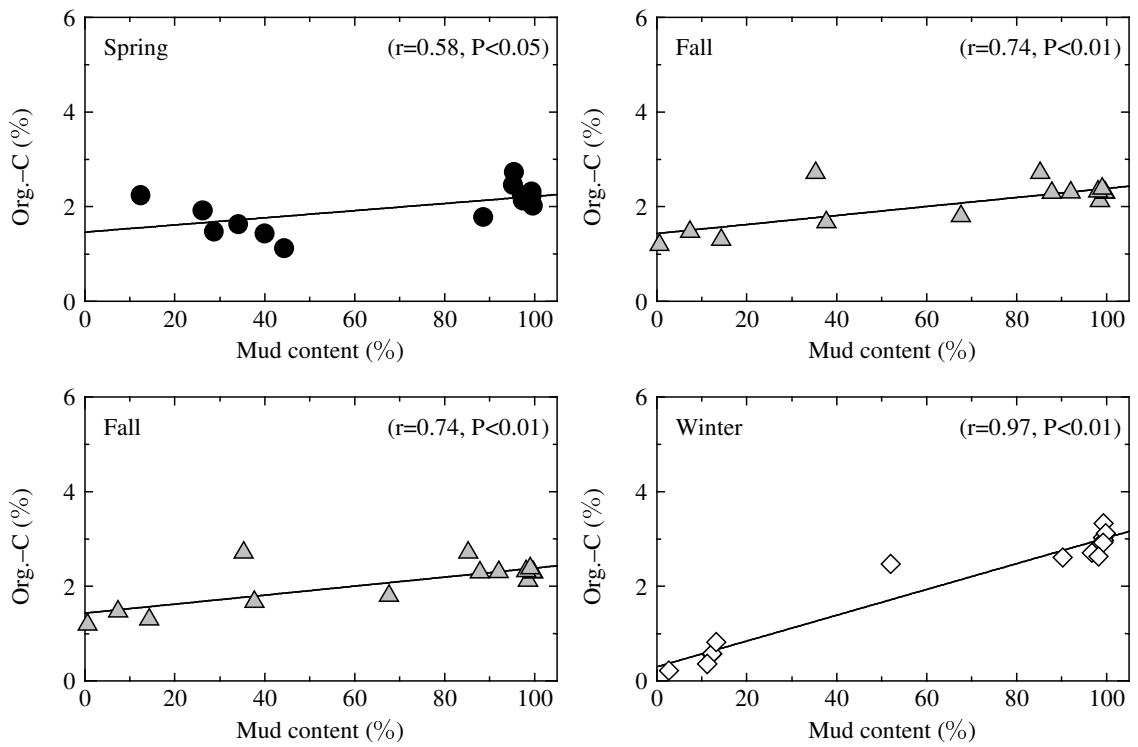 Spring (r=0.58, P<0.05)
Org.–C (%)
6
4
2
0
0 20 40 60 80 100
Mud content (%)
Fall (r=0.74, P<0.01)
Org.–C (%)
6
4
2
0
0 20 40 60 80 100
Mud content (%)
Fall (r=0.74, P<0.01)
Org.–C (%)
6
4
2
0
0 20 40 60 80 100
Mud content (%)
Winter (r=0.97, P<0.01)
Org.–C (%)
6
4
2
0
0 20 40 60 80 100
Mud content (%)